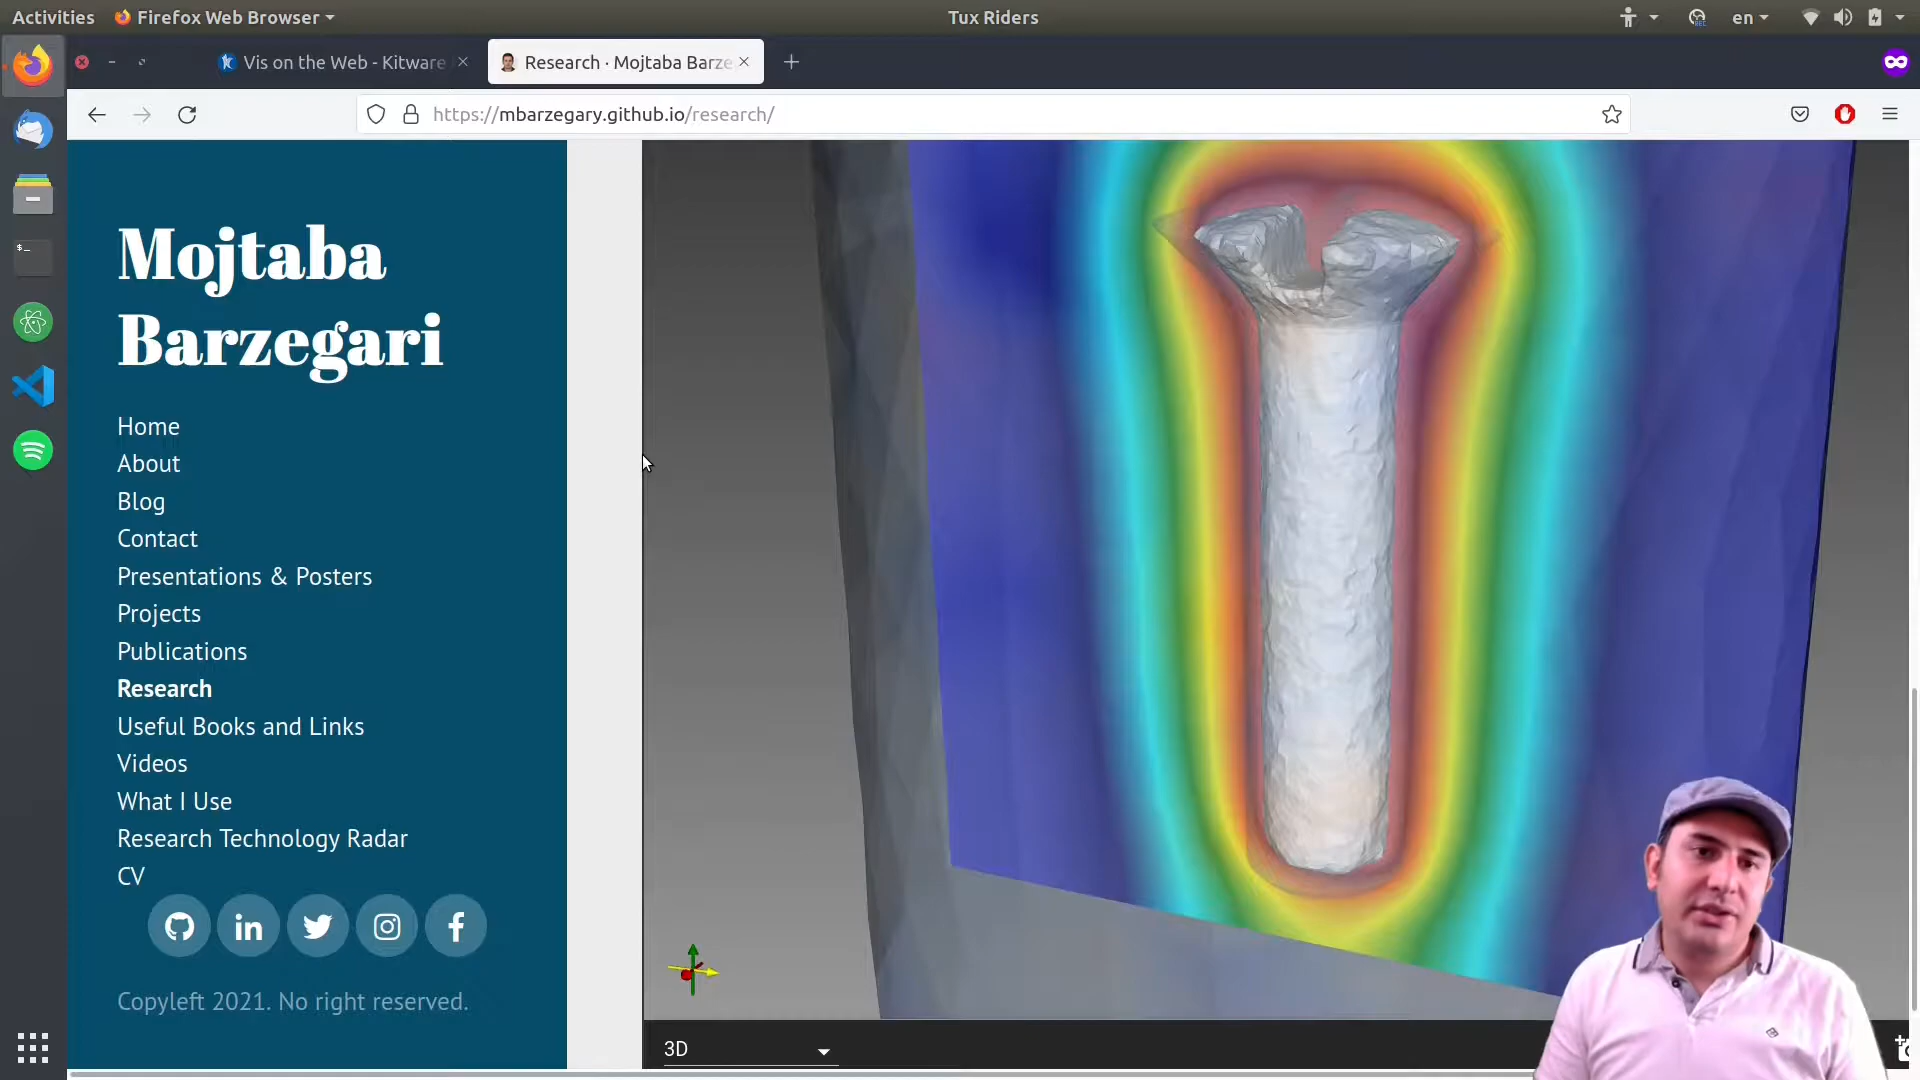 Activities
Firefox Web Browser
Tux Riders
en
Vis on the Web - Kitware
Research · Mojtaba Barze
https://mbarzegary.github.io/research/
Mojtaba
Barzegari
Home
About
Blog
Contact
Presentations & Posters
Projects
Publications
Research
Useful Books and Links
Videos
What I Use
Research Technology Radar
CV
Copyleft 2021. No right reserved.
3D